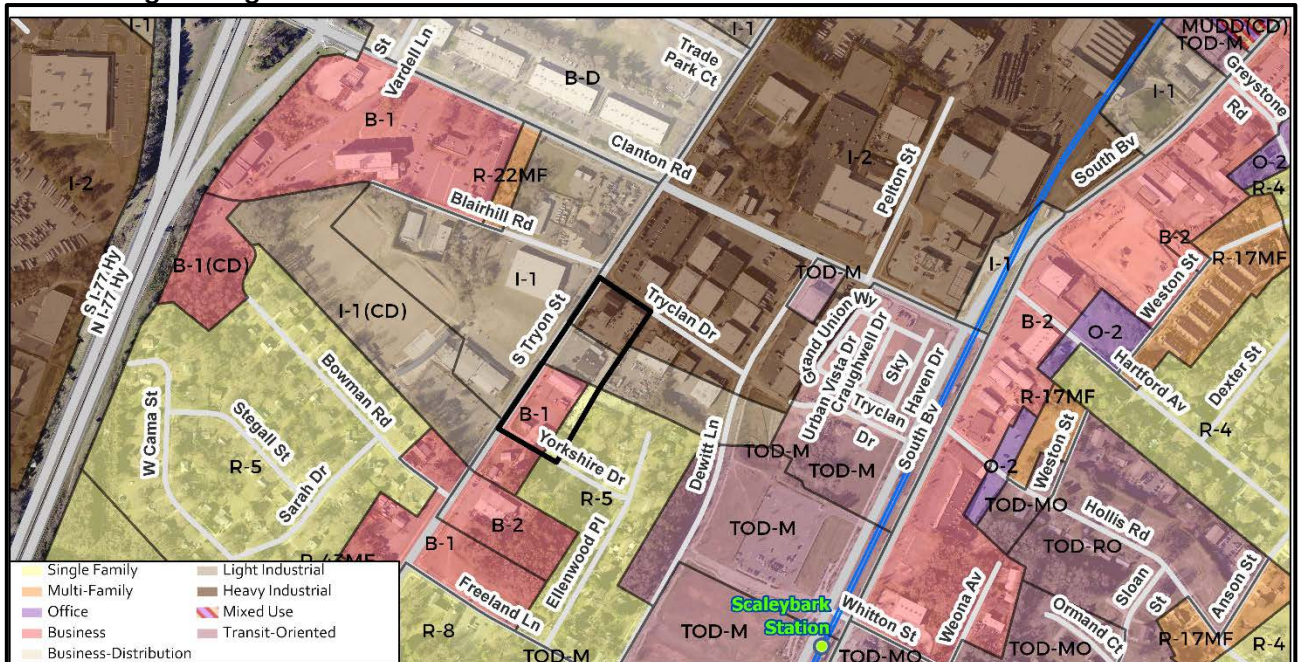 I-1
MUDD(CD)
TOD-M
Greystone
Rd
St
Vardell Ln
Trade
Park Ct
B-D
I-1
B-1
Clanton Rd
I-2
Pelton St
South Bv
O-2
R-4
I-2
R-22MF
Blairhill Rd
B-2
Weston St
R-17MF
S I-77 Hy
N I-77 Hy
B-1(CD)
I-1
I-1
TOD-M
I-1(CD)
S Tryon St
Tryclan Dr
Grand Union Wy
Urban Vista Dr
Craughwell Dr
Sky
Haven Dr
B-2
O-2
Hartford Av
Dexter St
Bowman Rd
W Cama St
Stegall St
B-1
Tryclan
Dr
South Bv
R-17MF
R-4
R-5
Sarah Dr
Yorkshire Dr
Dewitt Ln
TOD-M
TOD-M
O-2
Weston St
TOD-MO
R-5
Hollis Rd
B-2
Ellenwood Pl
TOD-M
TOD-RO
B-1
R-43MF
Freeland Ln
Sloan
St
Anson St
Scaleybark
Station
Whitton St
Weona Av
Ormand Ct
R-8
TOD-M
TOD-M
TOD-MO
TOD-MO
R-17MF
R-4
Single Family
Multi-Family
Office
Business
Business-Distribution
Light Industrial
Heavy Industrial
Mixed Use
Transit-Oriented